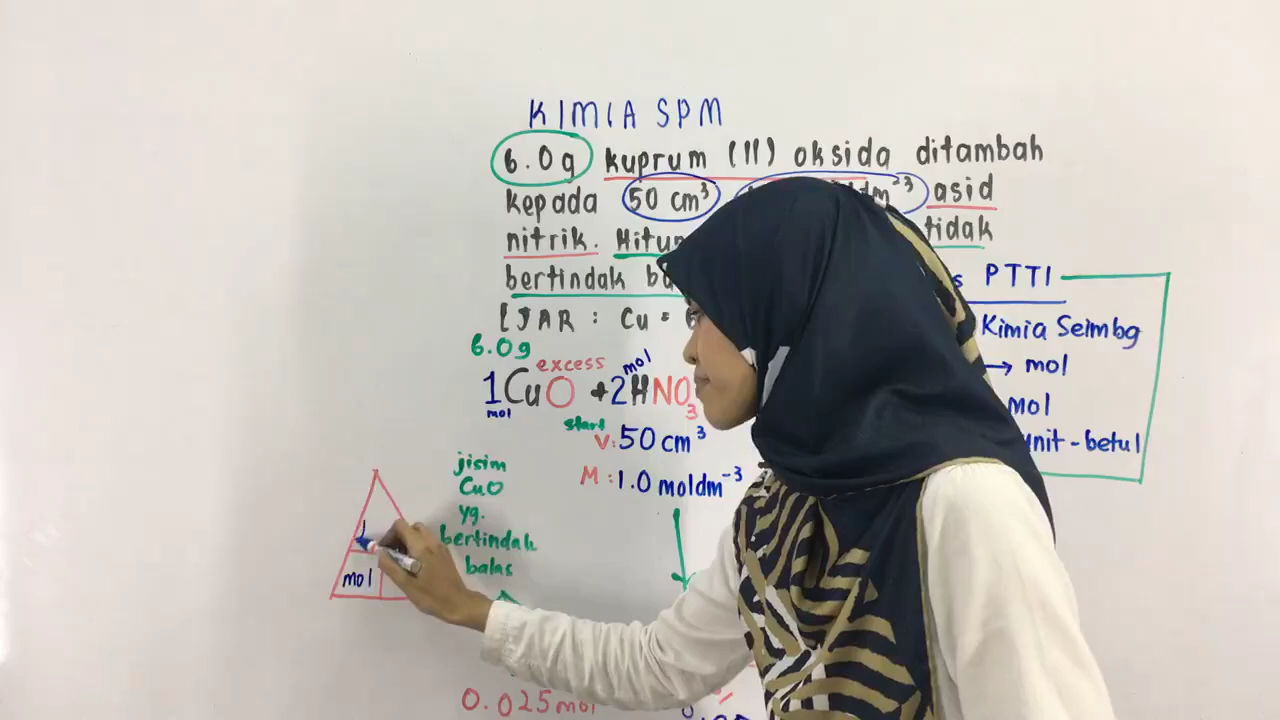 KIMIA SPM
6.0g kuprum (II) oksida ditambah
kepada 50 cm³ asid
nitrik. tidak
bertindak
PTTI
[JAR : Cu =
Kimia Seimbg
6.0g
excess
mol
→ mol
1CuO + 2HNO3
mol
mol
start
V: 50 cm³
unit-betul
jisim
CuO
yg.
bertindak
balas
M : 1.0 moldm⁻³
mol
0.025mol